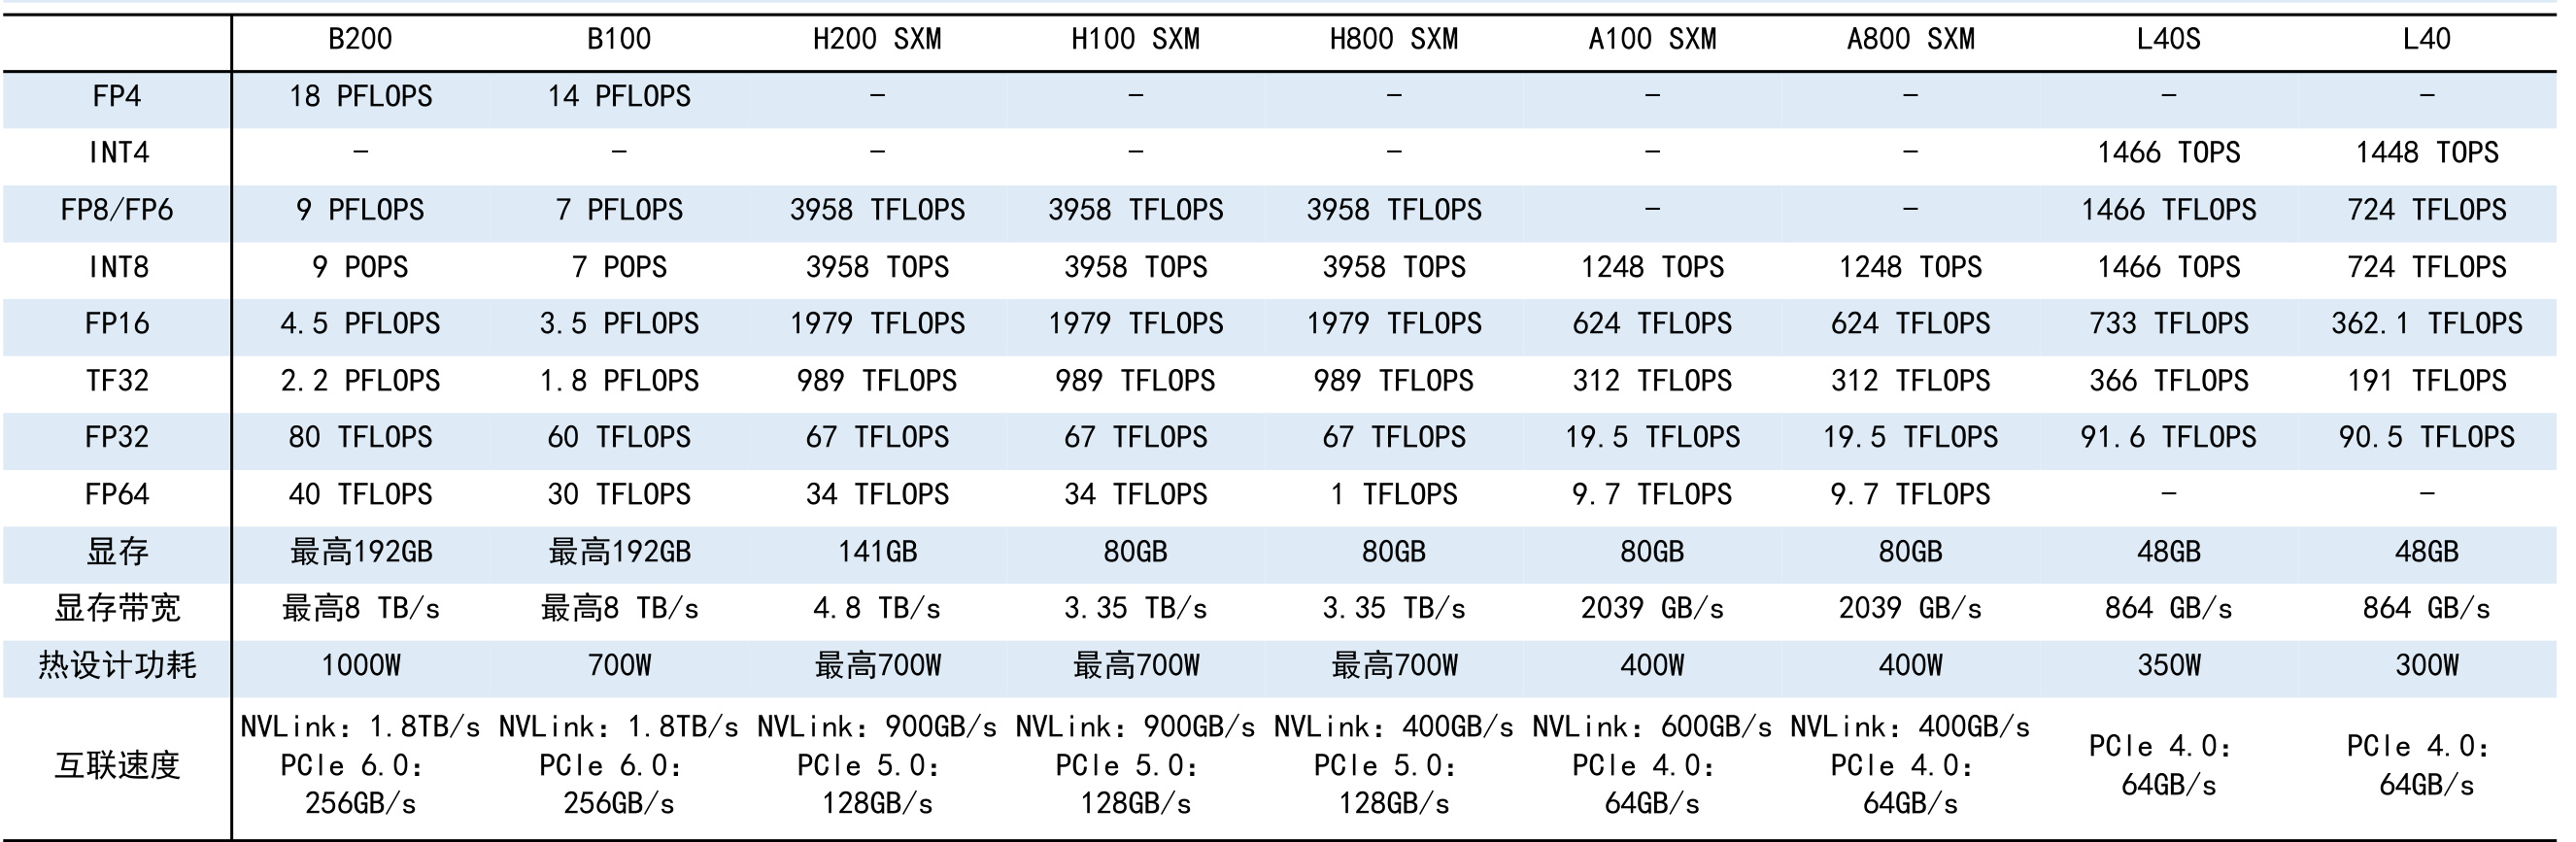 B200 B100 H200 SXM H100 SXM H800 SXM A100 SXM A800 SXM L40S L40
FP4 18 PFLOPS 14 PFLOPS - - - - - - -
INT4 - - - - - - - 1466 TOPS 1448 TOPS
FP8/FP6 9 PFLOPS 7 PFLOPS 3958 TFLOPS 3958 TFLOPS 3958 TFLOPS - - 1466 TFLOPS 724 TFLOPS
INT8 9 POPS 7 POPS 3958 TOPS 3958 TOPS 3958 TOPS 1248 TOPS 1248 TOPS 1466 TOPS 724 TFLOPS
FP16 4.5 PFLOPS 3.5 PFLOPS 1979 TFLOPS 1979 TFLOPS 1979 TFLOPS 624 TFLOPS 624 TFLOPS 733 TFLOPS 362.1 TFLOPS
TF32 2.2 PFLOPS 1.8 PFLOPS 989 TFLOPS 989 TFLOPS 989 TFLOPS 312 TFLOPS 312 TFLOPS 366 TFLOPS 191 TFLOPS
FP32 80 TFLOPS 60 TFLOPS 67 TFLOPS 67 TFLOPS 67 TFLOPS 19.5 TFLOPS 19.5 TFLOPS 91.6 TFLOPS 90.5 TFLOPS
FP64 40 TFLOPS 30 TFLOPS 34 TFLOPS 34 TFLOPS 1 TFLOPS 9.7 TFLOPS 9.7 TFLOPS - -
显存 最高192GB 最高192GB 141GB 80GB 80GB 80GB 80GB 48GB 48GB
显存带宽 最高8 TB/s 最高8 TB/s 4.8 TB/s 3.35 TB/s 3.35 TB/s 2039 GB/s 2039 GB/s 864 GB/s 864 GB/s
热设计功耗 1000W 700W 最高700W 最高700W 最高700W 400W 400W 350W 300W
互联速度
NVLink：1.8TB/s NVLink：1.8TB/s NVLink：900GB/s NVLink：900GB/s NVLink：400GB/s NVLink：600GB/s NVLink：400GB/s
PCIe 6.0： PCIe 6.0： PCIe 5.0： PCIe 5.0： PCIe 5.0： PCIe 4.0： PCIe 4.0： PCIe 4.0： PCIe 4.0：
256GB/s 256GB/s 128GB/s 128GB/s 128GB/s 64GB/s 64GB/s 64GB/s 64GB/s